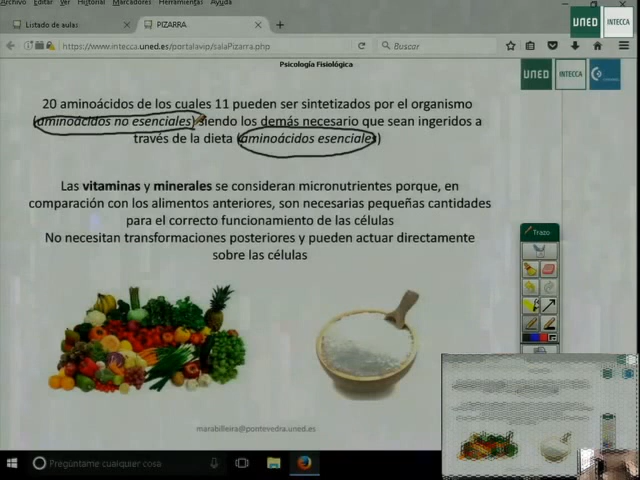 Archivo Editar Ver Historial Marcadores Herramientas Ayuda
Listado de aulas
PIZARRA
https://www.intecca.uned.es/portalavip/salaPizarra.php
Buscar
UNED
INTECCA
Psicología Fisiológica
UNED
INTECCA
20 aminoácidos de los cuales 11 pueden ser sintetizados por el organismo
(aminoácidos no esenciales) siendo los demás necesario que sean ingeridos a
través de la dieta (aminoácidos esenciales)
Las vitaminas y minerales se consideran micronutrientes porque, en
comparación con los alimentos anteriores, son necesarias pequeñas cantidades
para el correcto funcionamiento de las células
No necesitan transformaciones posteriores y pueden actuar directamente
sobre las células
Trazo
marabilleira@pontevedra.uned.es
Pregúntame cualquier cosa